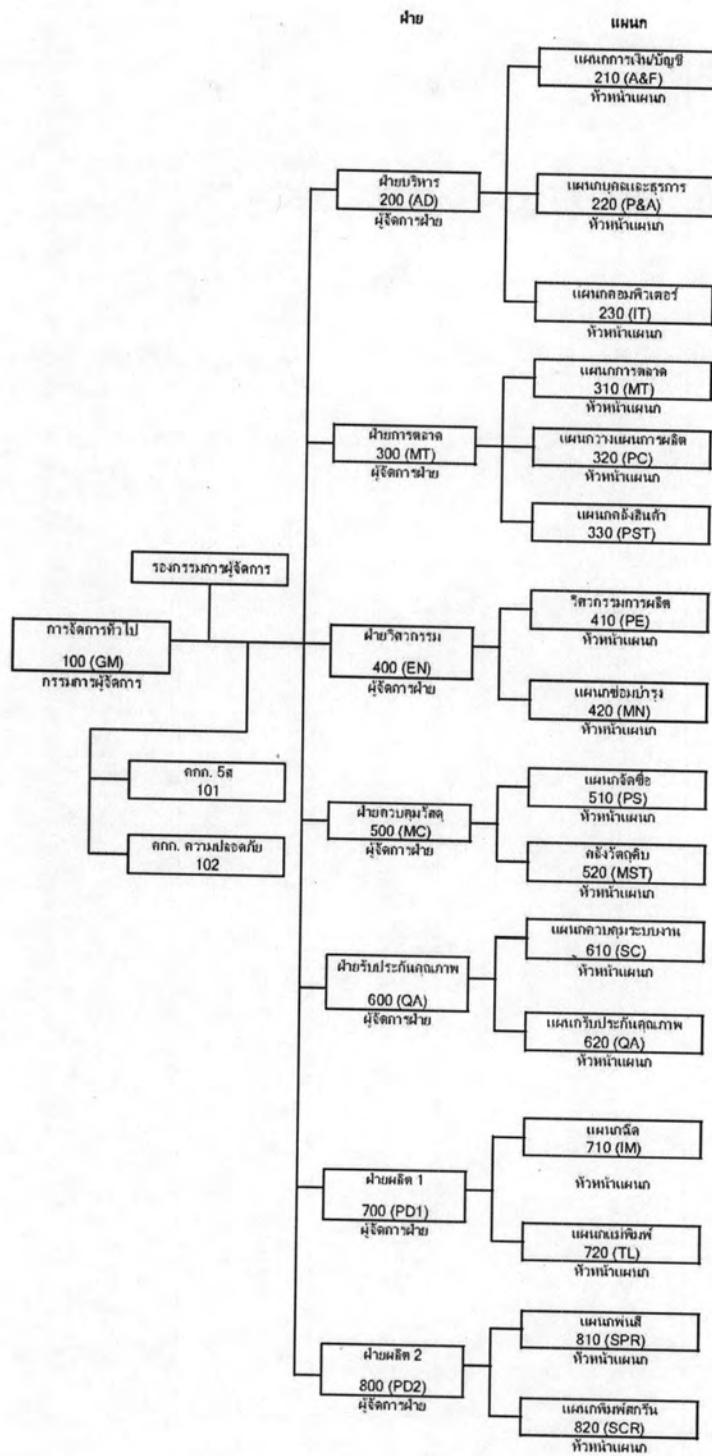 ฝ่าย
แผนก
แผนกการเงิน/บัญชี
210 (A&F)
หัวหน้าแผนก
ฝ่ายบริหาร
200 (AD)
ผู้จัดการฝ่าย
แผนกบุคคลและธุรการ
220 (P&A)
หัวหน้าแผนก
แผนกคอมพิวเตอร์
230 (IT)
หัวหน้าแผนก
แผนกการตลาด
310 (MT)
หัวหน้าแผนก
ฝ่ายการตลาด
300 (MT)
ผู้จัดการฝ่าย
แผนกวางแผนการผลิต
320 (PC)
หัวหน้าแผนก
แผนกคลังสินค้า
330 (PST)
รองกรรมการผู้จัดการ
การจัดการทั่วไป
100 (GM)
กรรมการผู้จัดการ
ฝ่ายวิศวกรรม
400 (EN)
ผู้จัดการฝ่าย
วิศวกรรมการผลิต
410 (PE)
หัวหน้าแผนก
แผนกซ่อมบำรุง
420 (MN)
หัวหน้าแผนก
คกก. 5ส
101
คกก. ความปลอดภัย
102
ฝ่ายควบคุมวัสดุ
500 (MC)
ผู้จัดการฝ่าย
แผนกจัดซื้อ
510 (PS)
หัวหน้าแผนก
คลังวัตถุดิบ
520 (MST)
หัวหน้าแผนก
แผนกควบคุมระบบงาน
610 (SC)
หัวหน้าแผนก
ฝ่ายรับประกันคุณภาพ
600 (QA)
ผู้จัดการฝ่าย
แผนกรับประกันคุณภาพ
620 (QA)
หัวหน้าแผนก
แผนกฉีด
710 (IM)
หัวหน้าแผนก
ฝ่ายผลิต 1
700 (PD1)
ผู้จัดการฝ่าย
แผนกแม่พิมพ์
720 (TL)
หัวหน้าแผนก
แผนกพ่นสี
810 (SPR)
หัวหน้าแผนก
ฝ่ายผลิต 2
800 (PD2)
ผู้จัดการฝ่าย
แผนกพิมพ์สกรีน
820 (SCR)
หัวหน้าแผนก